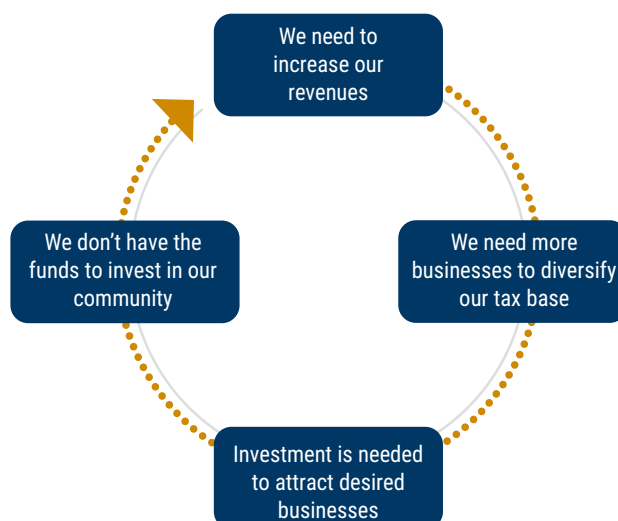 We need to
increase our
revenues
We need more
businesses to diversify
our tax base
Investment is needed
to attract desired
businesses
We don’t have the
funds to invest in our
community